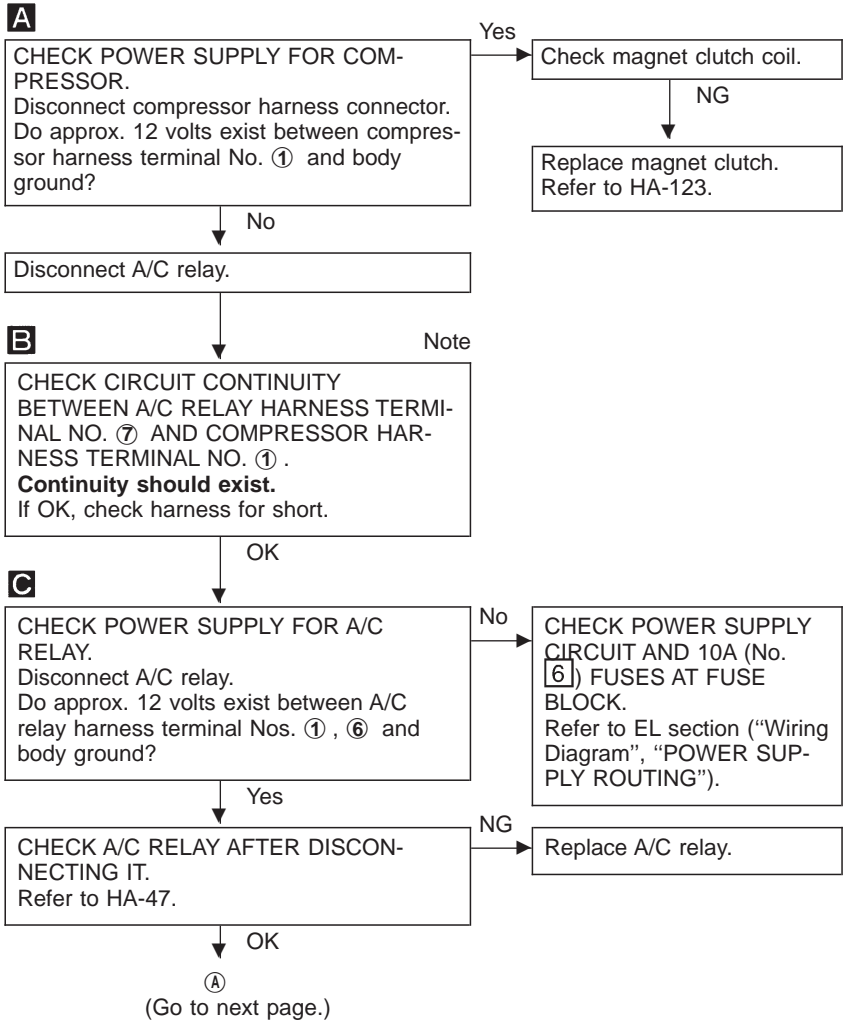 A
CHECK POWER SUPPLY FOR COM-
PRESSOR.
Disconnect compressor harness connector.
Do approx. 12 volts exist between compres-
sor harness terminal No. ① and body
ground?
Yes
Check magnet clutch coil.
NG
Replace magnet clutch.
Refer to HA-123.
No
Disconnect A/C relay.
B
Note
CHECK CIRCUIT CONTINUITY
BETWEEN A/C RELAY HARNESS TERMI-
NAL NO. ⑦ AND COMPRESSOR HAR-
NESS TERMINAL NO. ① .
Continuity should exist.
If OK, check harness for short.
OK
C
CHECK POWER SUPPLY FOR A/C
RELAY.
Disconnect A/C relay.
Do approx. 12 volts exist between A/C
relay harness terminal Nos. ① , ⑥ and
body ground?
No
CHECK POWER SUPPLY
CIRCUIT AND 10A (No.
6) FUSES AT FUSE
BLOCK.
Refer to EL section (‘‘Wiring
Diagram’’, ‘‘POWER SUP-
PLY ROUTING’’).
Yes
CHECK A/C RELAY AFTER DISCON-
NECTING IT.
Refer to HA-47.
NG
Replace A/C relay.
OK
Ⓐ
(Go to next page.)